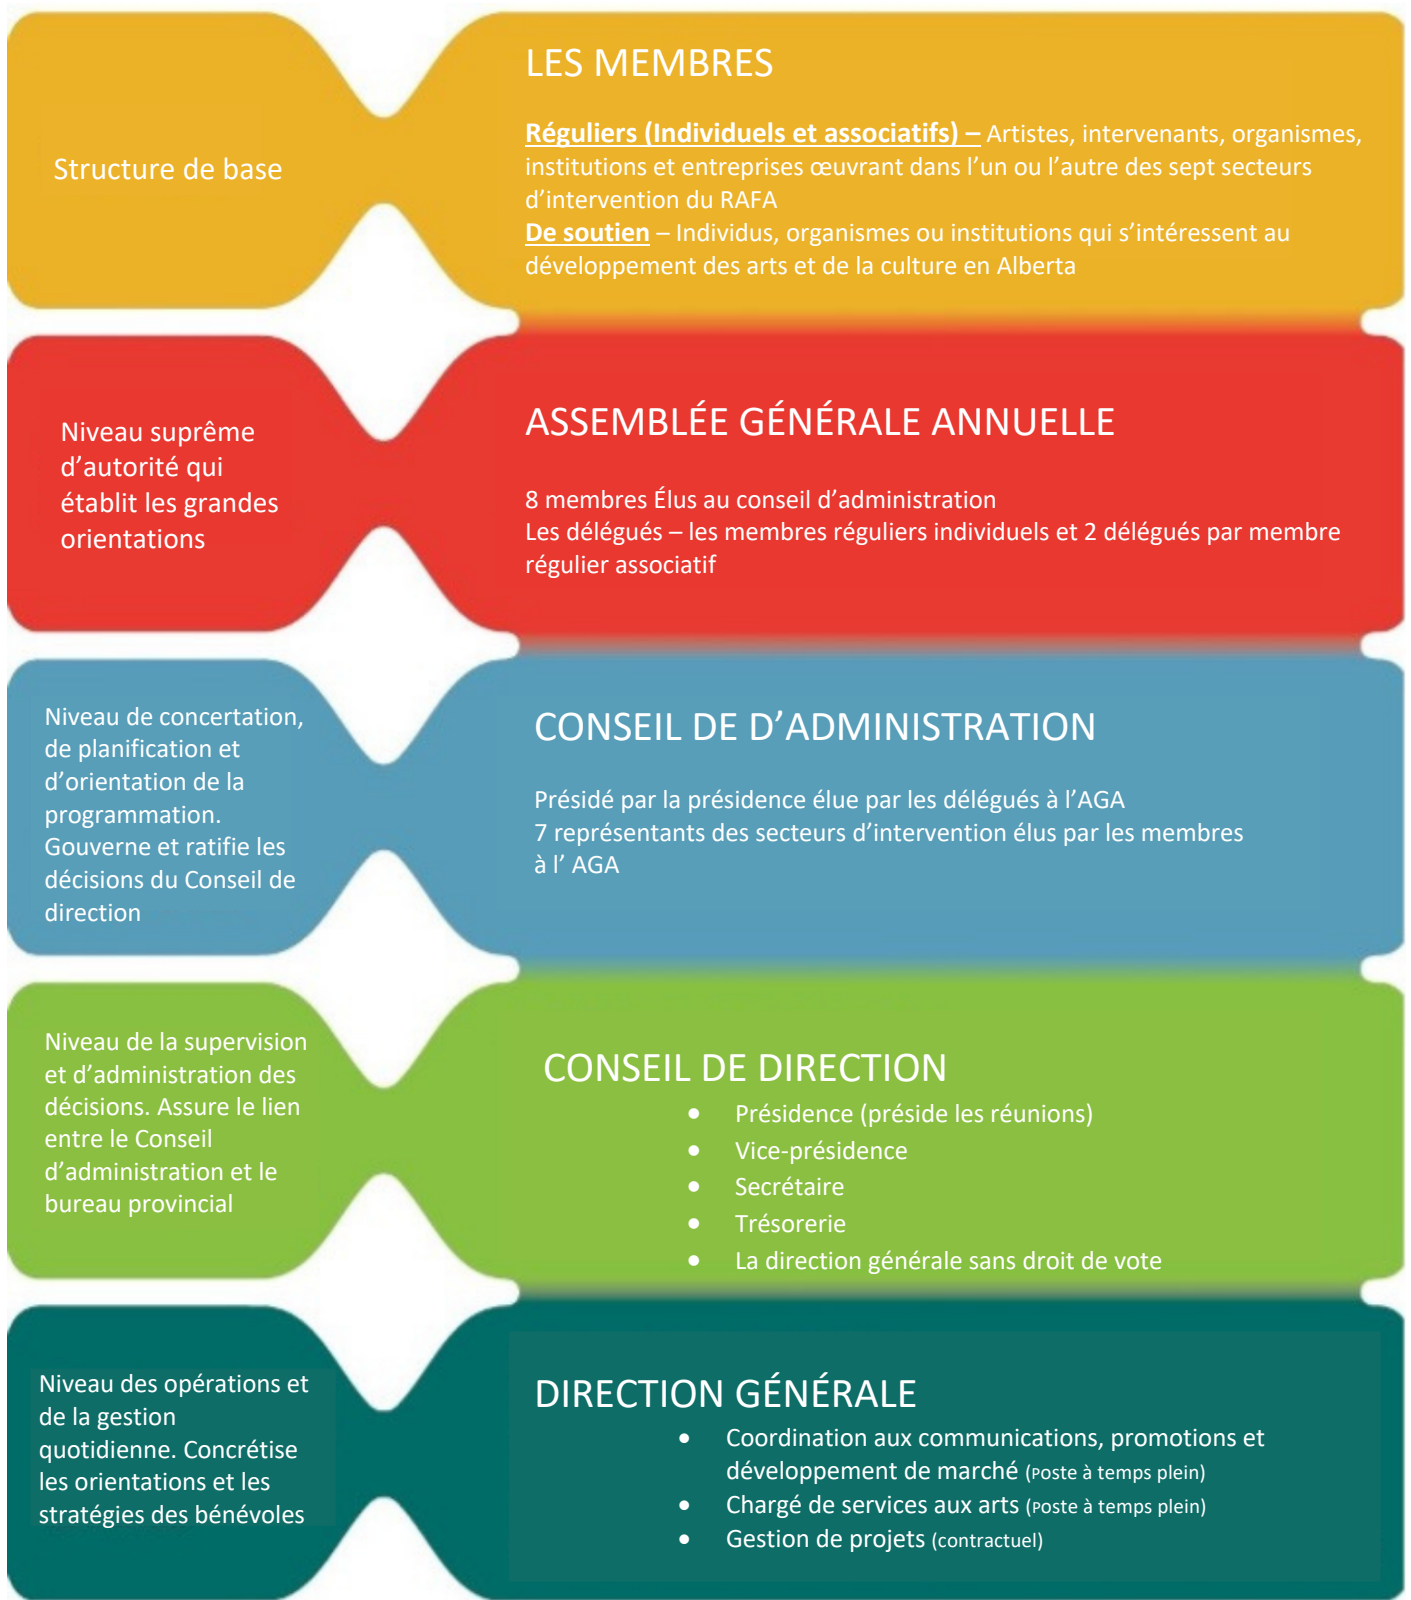 Structure de base
LES MEMBRES
Réguliers (Individuels et associatifs) – Artistes, intervenants, organismes,
institutions et entreprises œuvrant dans l’un ou l’autre des sept secteurs
d’intervention du RAFA
De soutien – Individus, organismes ou institutions qui s’intéressent au
développement des arts et de la culture en Alberta
Niveau suprême
d’autorité qui
établit les grandes
orientations
ASSEMBLÉE GÉNÉRALE ANNUELLE
8 membres Élus au conseil d’administration
Les délégués – les membres réguliers individuels et 2 délégués par membre
régulier associatif
Niveau de concertation,
de planification et
d’orientation de la
programmation.
Gouverne et ratifie les
décisions du Conseil de
direction
CONSEIL DE D’ADMINISTRATION
Présidé par la présidence élue par les délégués à l’AGA
7 représentants des secteurs d’intervention élus par les membres
à l’ AGA
Niveau de la supervision
et d’administration des
décisions. Assure le lien
entre le Conseil
d’administration et le
bureau provincial
CONSEIL DE DIRECTION
• Présidence (préside les réunions)
• Vice-présidence
• Secrétaire
• Trésorerie
• La direction générale sans droit de vote
Niveau des opérations et
de la gestion
quotidienne. Concrétise
les orientations et les
stratégies des bénévoles
DIRECTION GÉNÉRALE
• Coordination aux communications, promotions et
développement de marché (Poste à temps plein)
• Chargé de services aux arts (Poste à temps plein)
• Gestion de projets (contractuel)